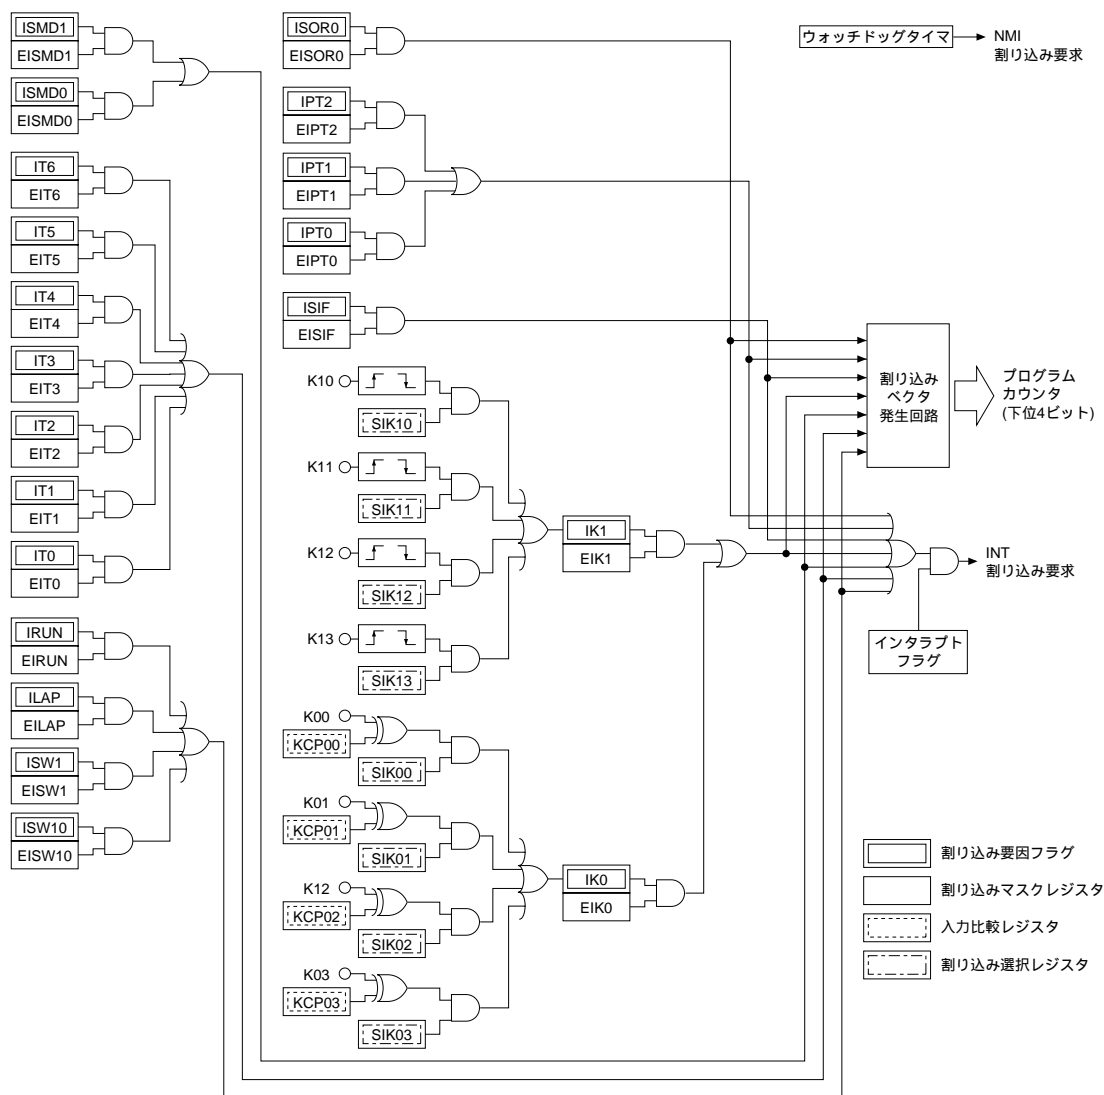 ISMD1
EISMD1
ISMD0
EISMD0
IT6
EIT6
IT5
EIT5
IT4
EIT4
IT3
EIT3
IT2
EIT2
IT1
EIT1
IT0
EIT0
IRUN
EIRUN
ILAP
EILAP
ISW1
EISW1
ISW10
EISW10
ISOR0
EISOR0
IPT2
EIPT2
IPT1
EIPT1
IPT0
EIPT0
ISIF
EISIF
K10
SIK10
K11
SIK11
K12
SIK12
K13
SIK13
K00
KCP00
SIK00
K01
KCP01
SIK01
K12
KCP02
SIK02
K03
KCP03
SIK03
IK1
EIK1
IK0
EIK0
ウォッチドッグタイマ
NMI
割り込み要求
割り込み
ベクタ
発生回路
プログラム
カウンタ
(下位4ビット)
INT
割り込み要求
インタラプト
フラグ
割り込み要因フラグ
割り込みマスクレジスタ
入力比較レジスタ
割り込み選択レジスタ